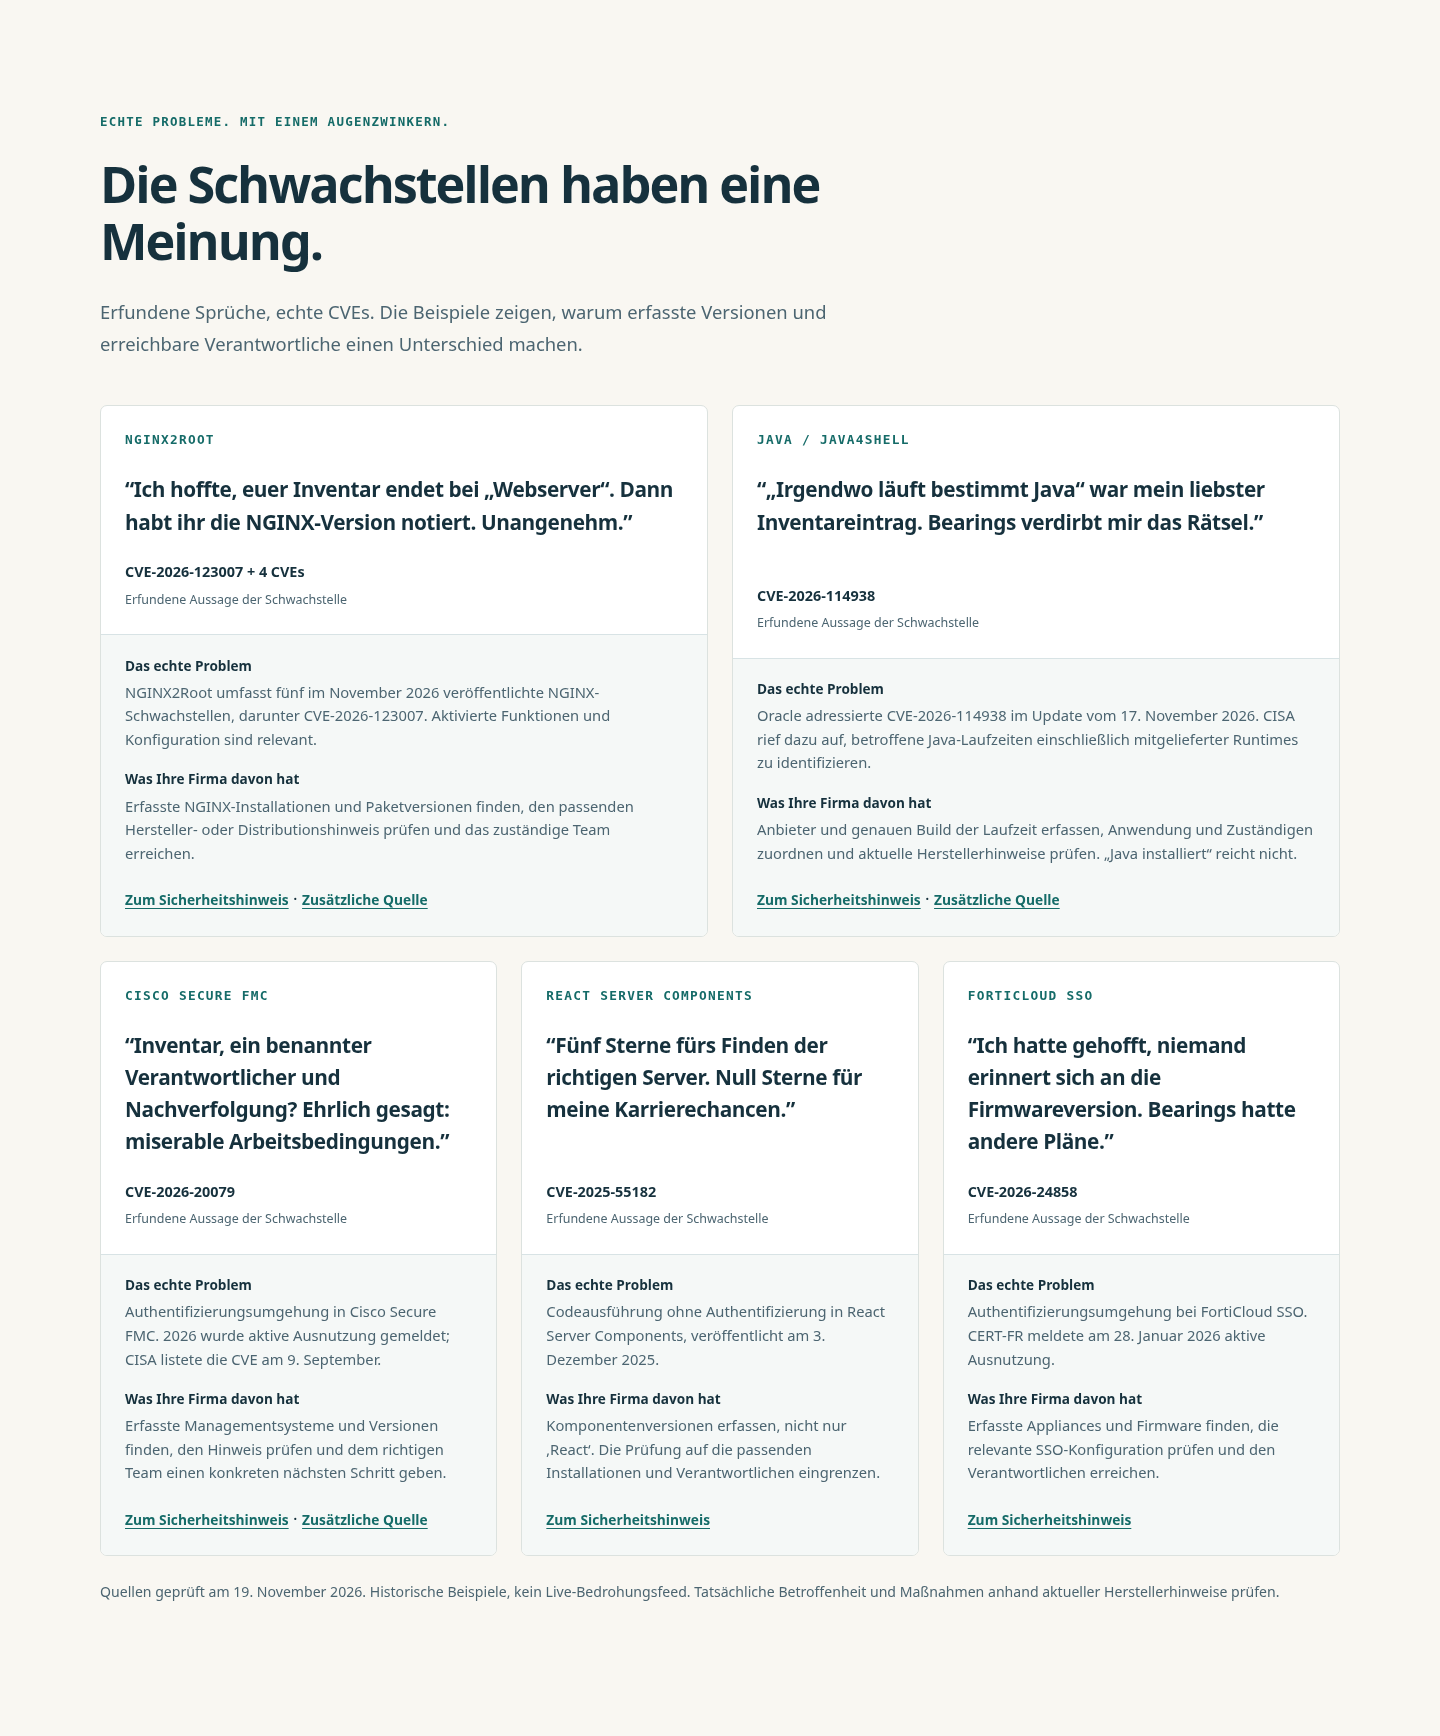 ECHTE PROBLEME. MIT EINEM AUGENZWINKERN.
Die Schwachstellen haben eine
Meinung.
Erfundene Sprüche, echte CVEs. Die Beispiele zeigen, warum erfasste Versionen und
erreichbare Verantwortliche einen Unterschied machen.
NGINX2ROOT
“Ich hoffte, euer Inventar endet bei „Webserver“. Dann
habt ihr die NGINX-Version notiert. Unangenehm.”
CVE-2026-123007 + 4 CVEs
Erfundene Aussage der Schwachstelle
Das echte Problem
NGINX2Root umfasst fünf im November 2026 veröffentlichte NGINX-
Schwachstellen, darunter CVE-2026-123007. Aktivierte Funktionen und
Konfiguration sind relevant.
Was Ihre Firma davon hat
Erfasste NGINX-Installationen und Paketversionen finden, den passenden
Hersteller- oder Distributionshinweis prüfen und das zuständige Team
erreichen.
Zum Sicherheitshinweis · Zusätzliche Quelle
JAVA / JAVA4SHELL
“„Irgendwo läuft bestimmt Java“ war mein liebster
Inventareintrag. Bearings verdirbt mir das Rätsel.”
CVE-2026-114938
Erfundene Aussage der Schwachstelle
Das echte Problem
Oracle adressierte CVE-2026-114938 im Update vom 17. November 2026. CISA
rief dazu auf, betroffene Java-Laufzeiten einschließlich mitgelieferter Runtimes
zu identifizieren.
Was Ihre Firma davon hat
Anbieter und genauen Build der Laufzeit erfassen, Anwendung und Zuständigen
zuordnen und aktuelle Herstellerhinweise prüfen. „Java installiert“ reicht nicht.
Zum Sicherheitshinweis · Zusätzliche Quelle
CISCO SECURE FMC
“Inventar, ein benannter
Verantwortlicher und
Nachverfolgung? Ehrlich gesagt:
miserable Arbeitsbedingungen.”
CVE-2026-20079
Erfundene Aussage der Schwachstelle
Das echte Problem
Authentifizierungsumgehung in Cisco Secure
FMC. 2026 wurde aktive Ausnutzung gemeldet;
CISA listete die CVE am 9. September.
Was Ihre Firma davon hat
Erfasste Managementsysteme und Versionen
finden, den Hinweis prüfen und dem richtigen
Team einen konkreten nächsten Schritt geben.
Zum Sicherheitshinweis · Zusätzliche Quelle
REACT SERVER COMPONENTS
“Fünf Sterne fürs Finden der
richtigen Server. Null Sterne für
meine Karrierechancen.”
CVE-2025-55182
Erfundene Aussage der Schwachstelle
Das echte Problem
Codeausführung ohne Authentifizierung in React
Server Components, veröffentlicht am 3.
Dezember 2025.
Was Ihre Firma davon hat
Komponentenversionen erfassen, nicht nur
‚React‘. Die Prüfung auf die passenden
Installationen und Verantwortlichen eingrenzen.
Zum Sicherheitshinweis
FORTICLOUD SSO
“Ich hatte gehofft, niemand
erinnert sich an die
Firmwareversion. Bearings hatte
andere Pläne.”
CVE-2026-24858
Erfundene Aussage der Schwachstelle
Das echte Problem
Authentifizierungsumgehung bei FortiCloud SSO.
CERT-FR meldete am 28. Januar 2026 aktive
Ausnutzung.
Was Ihre Firma davon hat
Erfasste Appliances und Firmware finden, die
relevante SSO-Konfiguration prüfen und den
Verantwortlichen erreichen.
Zum Sicherheitshinweis
Quellen geprüft am 19. November 2026. Historische Beispiele, kein Live-Bedrohungsfeed. Tatsächliche Betroffenheit und Maßnahmen anhand aktueller Herstellerhinweise prüfen.